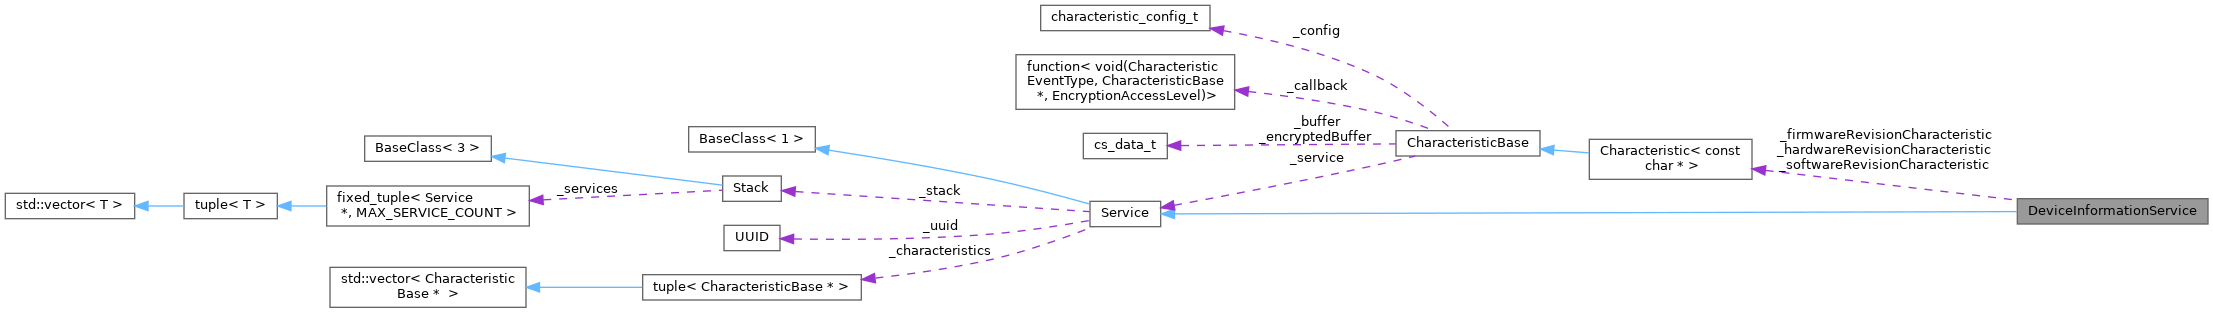 characteristic_config_t
_config
function< void(Characteristic
EventType, CharacteristicBase
*, EncryptionAccessLevel)>
_callback
_buffer
_encryptedBuffer
cs_data_t
CharacteristicBase
_service
Characteristic< const
char * >
_firmwareRevisionCharacteristic
_hardwareRevisionCharacteristic
_softwareRevisionCharacteristic
BaseClass< 1 >
BaseClass< 3 >
Stack
_stack
_services
std::vector< T >
tuple< T >
fixed_tuple< Service
*, MAX_SERVICE_COUNT >
Service
DeviceInformationService
UUID
_uuid
_characteristics
std::vector< Characteristic
Base * >
tuple< CharacteristicBase * >